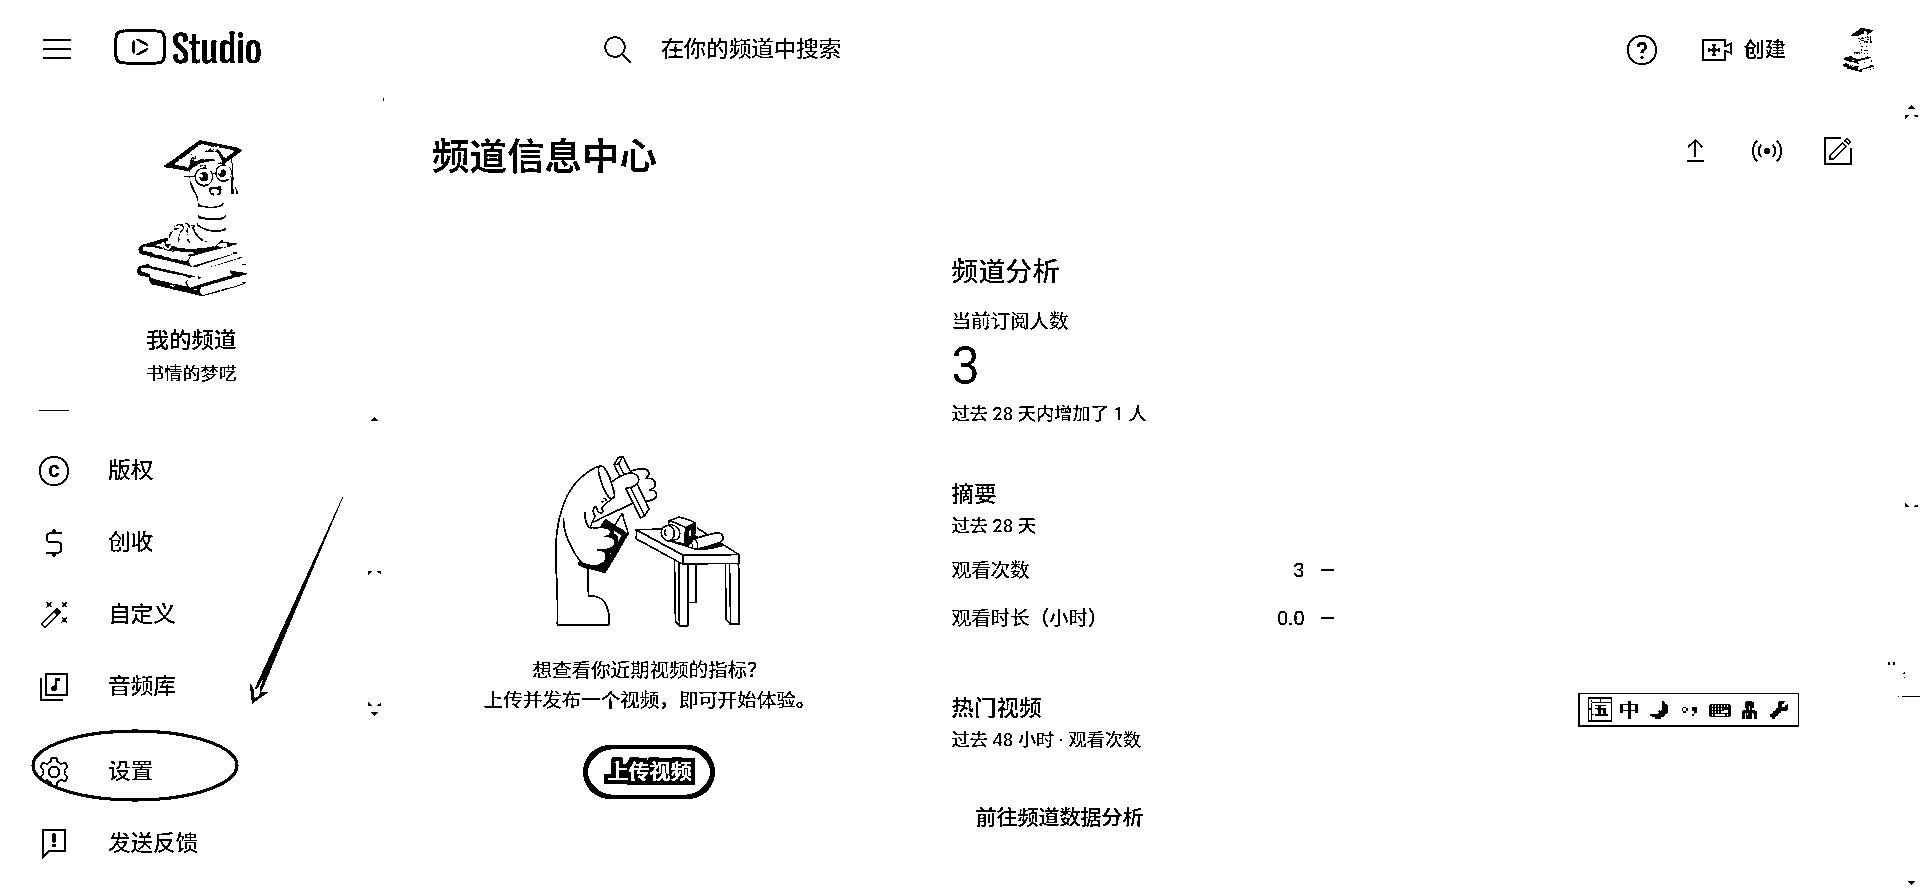 Studio
在你的频道中搜索
创建
频道信息中心
我的频道
书情的梦呓
版权
创收
自定义
音频库
设置
发送反馈
想查看你近期视频的指标？
上传并发布一个视频，即可开始体验。
上传视频
频道分析
当前订阅人数
3
过去 28 天内增加了 1 人
摘要
过去 28 天
观看次数 3 —
观看时长（小时） 0.0 —
热门视频
过去 48 小时 · 观看次数
前往频道数据分析
五 中